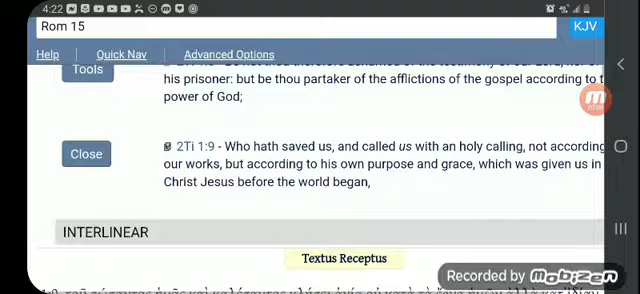 4:22
Rom 15
KJV
Help Quick Nav Advanced Options
Tools
his prisoner: but be thou partaker of the afflictions of the gospel according to t
power of God;
Close
2Ti 1:9 - Who hath saved us, and called us with an holy calling, not according
our works, but according to his own purpose and grace, which was given us in
Christ Jesus before the world began,
INTERLINEAR
Textus Receptus
Recorded by
Mobizen